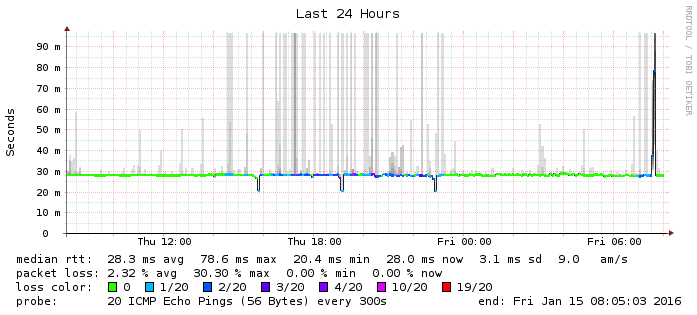 Last 24 Hours
RRDTOOL / TOBI OETIKER
Seconds
90 m
80 m
70 m
60 m
50 m
40 m
30 m
20 m
10 m
0
Thu 12:00 Thu 18:00 Fri 00:00 Fri 06:00
median rtt: 28.3 ms avg 78.6 ms max 20.4 ms min 28.0 ms now 3.1 ms sd 9.0 am/s
packet loss: 2.32 % avg 30.30 % max 0.00 % min 0.00 % now
loss color: 0 1/20 2/20 3/20 4/20 10/20 19/20
probe: 20 ICMP Echo Pings (56 Bytes) every 300s end: Fri Jan 15 08:05:03 2016